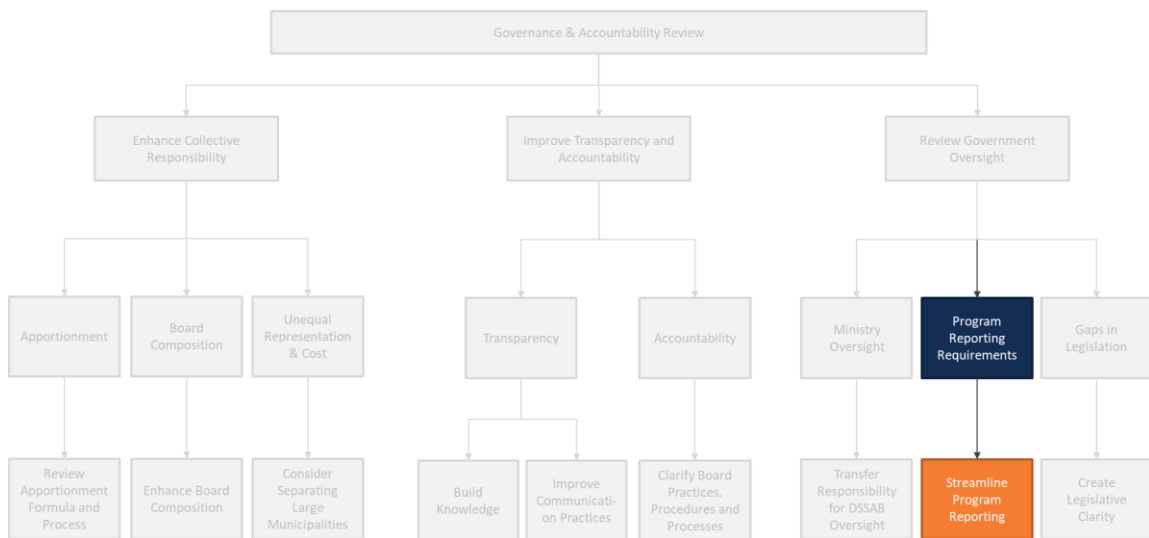 Governance & Accountability Review
Enhance Collective
Responsibility
Improve Transparency and
Accountability
Review Government
Oversight
Apportionment
Board
Composition
Unequal
Representation
& Cost
Transparency
Accountability
Ministry
Oversight
Program
Reporting
Requirements
Gaps in
Legislation
Review
Apportionment
Formula and
Process
Enhance Board
Composition
Consider
Separating
Large
Municipalities
Build
Knowledge
Improve
Communicati-
on Practices
Clarify Board
Practices,
Procedures and
Processes
Transfer
Responsibility
for DSSAB
Oversight
Streamline
Program
Reporting
Create
Legislative
Clarity